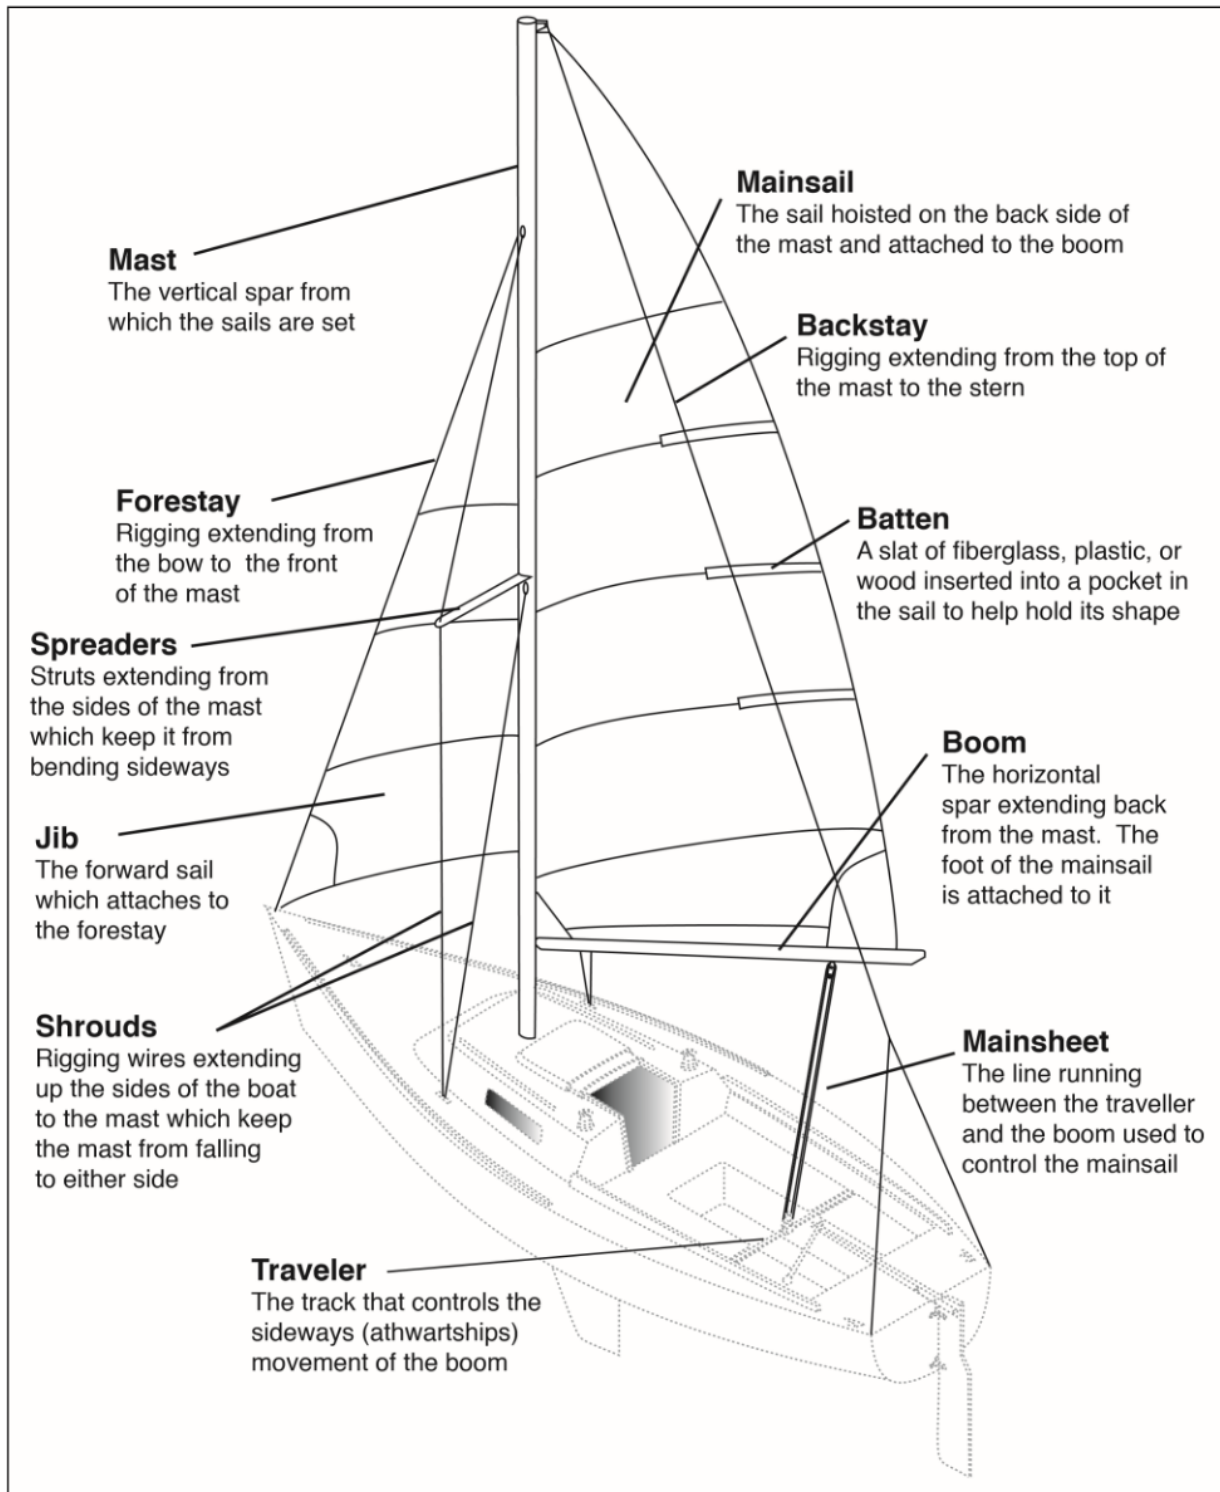 Mast
The vertical spar from
which the sails are set
Mainsail
The sail hoisted on the back side of
the mast and attached to the boom
Backstay
Rigging extending from the top of
the mast to the stern
Forestay
Rigging extending from
the bow to the front
of the mast
Batten
A slat of fiberglass, plastic, or
wood inserted into a pocket in
the sail to help hold its shape
Spreaders
Struts extending from
the sides of the mast
which keep it from
bending sideways
Boom
The horizontal
spar extending back
from the mast. The
foot of the mainsail
is attached to it
Jib
The forward sail
which attaches to
the forestay
Shrouds
Rigging wires extending
up the sides of the boat
to the mast which keep
the mast from falling
to either side
Mainsheet
The line running
between the traveller
and the boom used to
control the mainsail
Traveler
The track that controls the
sideways (athwartships)
movement of the boom